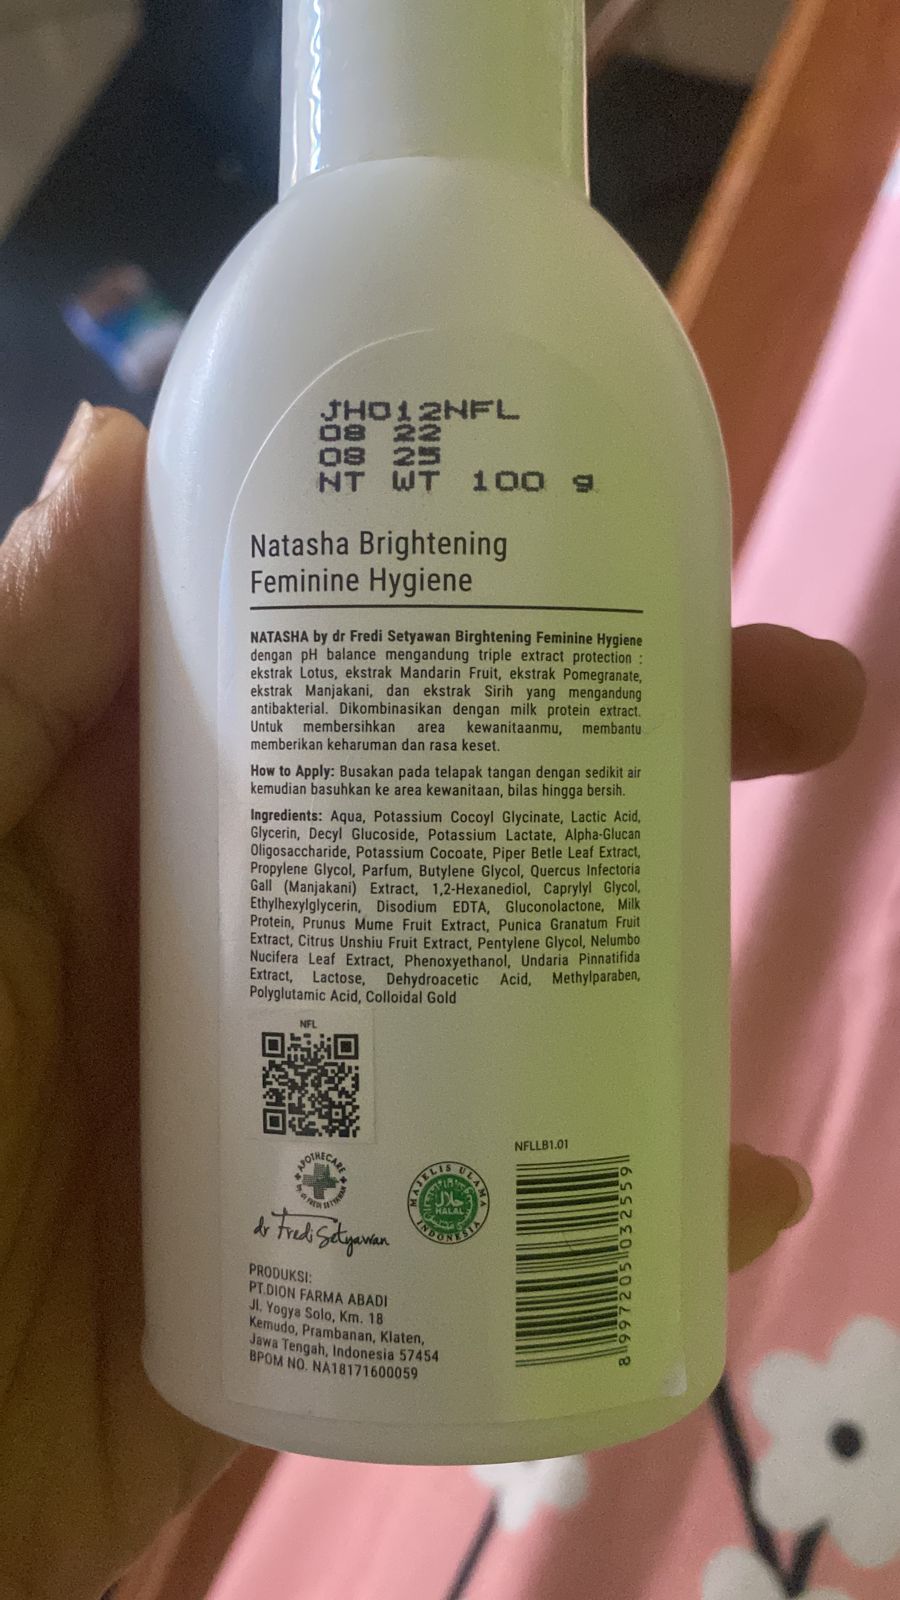 JH012NFL
08 22
08 25
NT WT 100 g
Natasha Brightening
Feminine Hygiene
NATASHA by dr Fredi Setyawan Birghtening Feminine Hygiene
dengan pH balance mengandung triple extract protection :
ekstrak Lotus, ekstrak Mandarin Fruit, ekstrak Pomegranate,
ekstrak Manjakani, dan ekstrak Sirih yang mengandung
antibakterial. Dikombinasikan dengan milk protein extract.
Untuk membersihkan area kewanitaanmu, membantu
memberikan keharuman dan rasa keset.
How to Apply: Busakan pada telapak tangan dengan sedikit air
kemudian basuhkan ke area kewanitaan, bilas hingga bersih.
Ingredients: Aqua, Potassium Cocoyl Glycinate, Lactic Acid,
Glycerin, Decyl Glucoside, Potassium Lactate, Alpha-Glucan
Oligosaccharide, Potassium Cocoate, Piper Betle Leaf Extract,
Propylene Glycol, Parfum, Butylene Glycol, Quercus Infectoria
Gall (Manjakani) Extract, 1,2-Hexanediol, Caprylyl Glycol,
Ethylhexylglycerin, Disodium EDTA, Gluconolactone, Milk
Protein, Prunus Mume Fruit Extract, Punica Granatum Fruit
Extract, Citrus Unshiu Fruit Extract, Pentylene Glycol, Nelumbo
Nucifera Leaf Extract, Phenoxyethanol, Undaria Pinnatifida
Extract, Lactose, Dehydroacetic Acid, Methylparaben,
Polyglutamic Acid, Colloidal Gold
NFL
APOTHECARE
by dr FREDI SETYAWAN
dr Fredi Setyawan
MAJELIS ULAMA
حلال
HALAL
INDONESIA
NFLLB1.01
8 997205 032559
PRODUKSI:
PT.DION FARMA ABADI
Jl. Yogya Solo, Km. 18
Kemudo, Prambanan, Klaten,
Jawa Tengah, Indonesia 57454
BPOM NO. NA18171600059